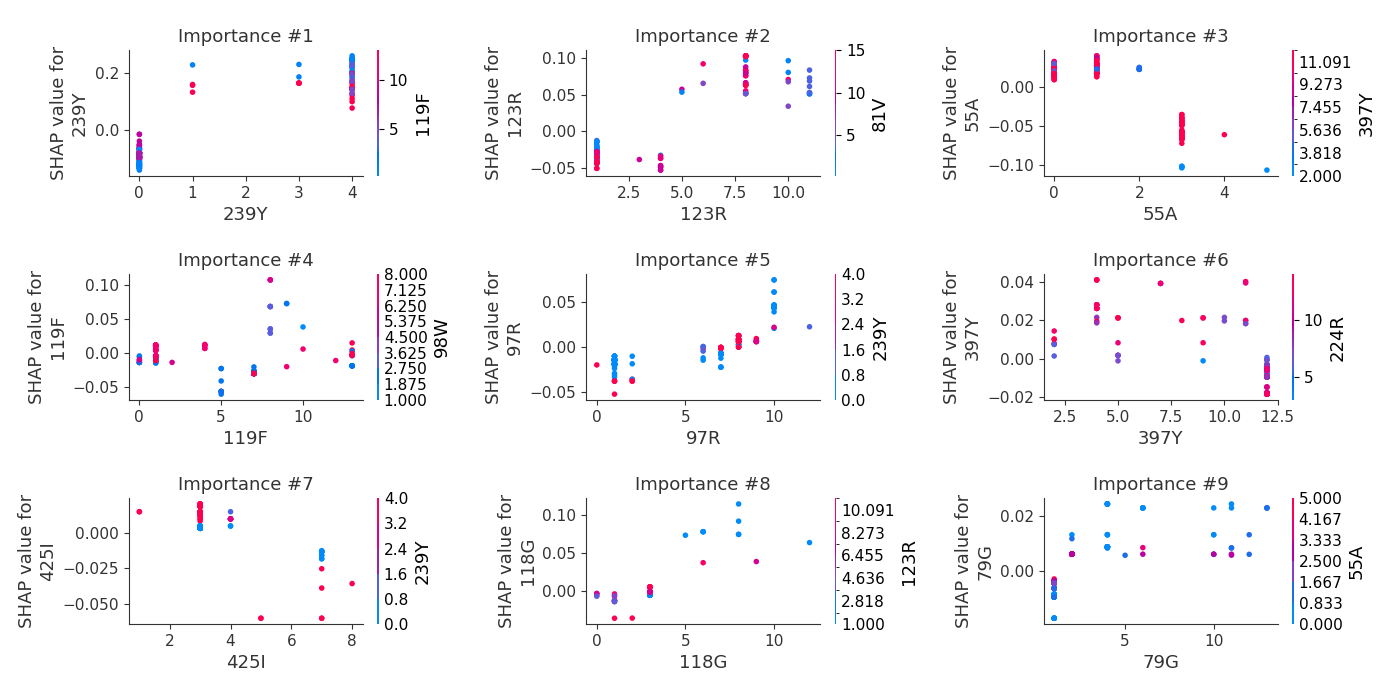 Importance #1
SHAP value for
239Y
0.2
0.0
0
1
2
3
4
239Y
10
5
119F
Importance #2
SHAP value for
123R
0.10
0.05
0.00
−0.05
2.5
5.0
7.5
10.0
123R
15
10
5
81V
Importance #3
SHAP value for
55A
0.00
−0.05
−0.10
0
2
4
55A
11.091
9.273
7.455
5.636
3.818
2.000
397Y
Importance #4
SHAP value for
119F
0.10
0.05
0.00
−0.05
0
5
10
119F
8.000
7.125
6.250
5.375
4.500
3.625
2.750
1.875
1.000
98W
Importance #5
SHAP value for
97R
0.05
0.00
−0.05
0
5
10
97R
4.0
3.2
2.4
1.6
0.8
0.0
239Y
Importance #6
SHAP value for
397Y
0.04
0.02
0.00
−0.02
2.5
5.0
7.5
10.0
12.5
397Y
10
5
224R
Importance #7
SHAP value for
425I
0.000
−0.025
−0.050
2
4
6
8
425I
4.0
3.2
2.4
1.6
0.8
0.0
239Y
Importance #8
SHAP value for
118G
0.10
0.05
0.00
0
5
10
118G
10.091
8.273
6.455
4.636
2.818
1.000
123R
Importance #9
SHAP value for
79G
0.02
0.00
5
10
79G
5.000
4.167
3.333
2.500
1.667
0.833
0.000
55A